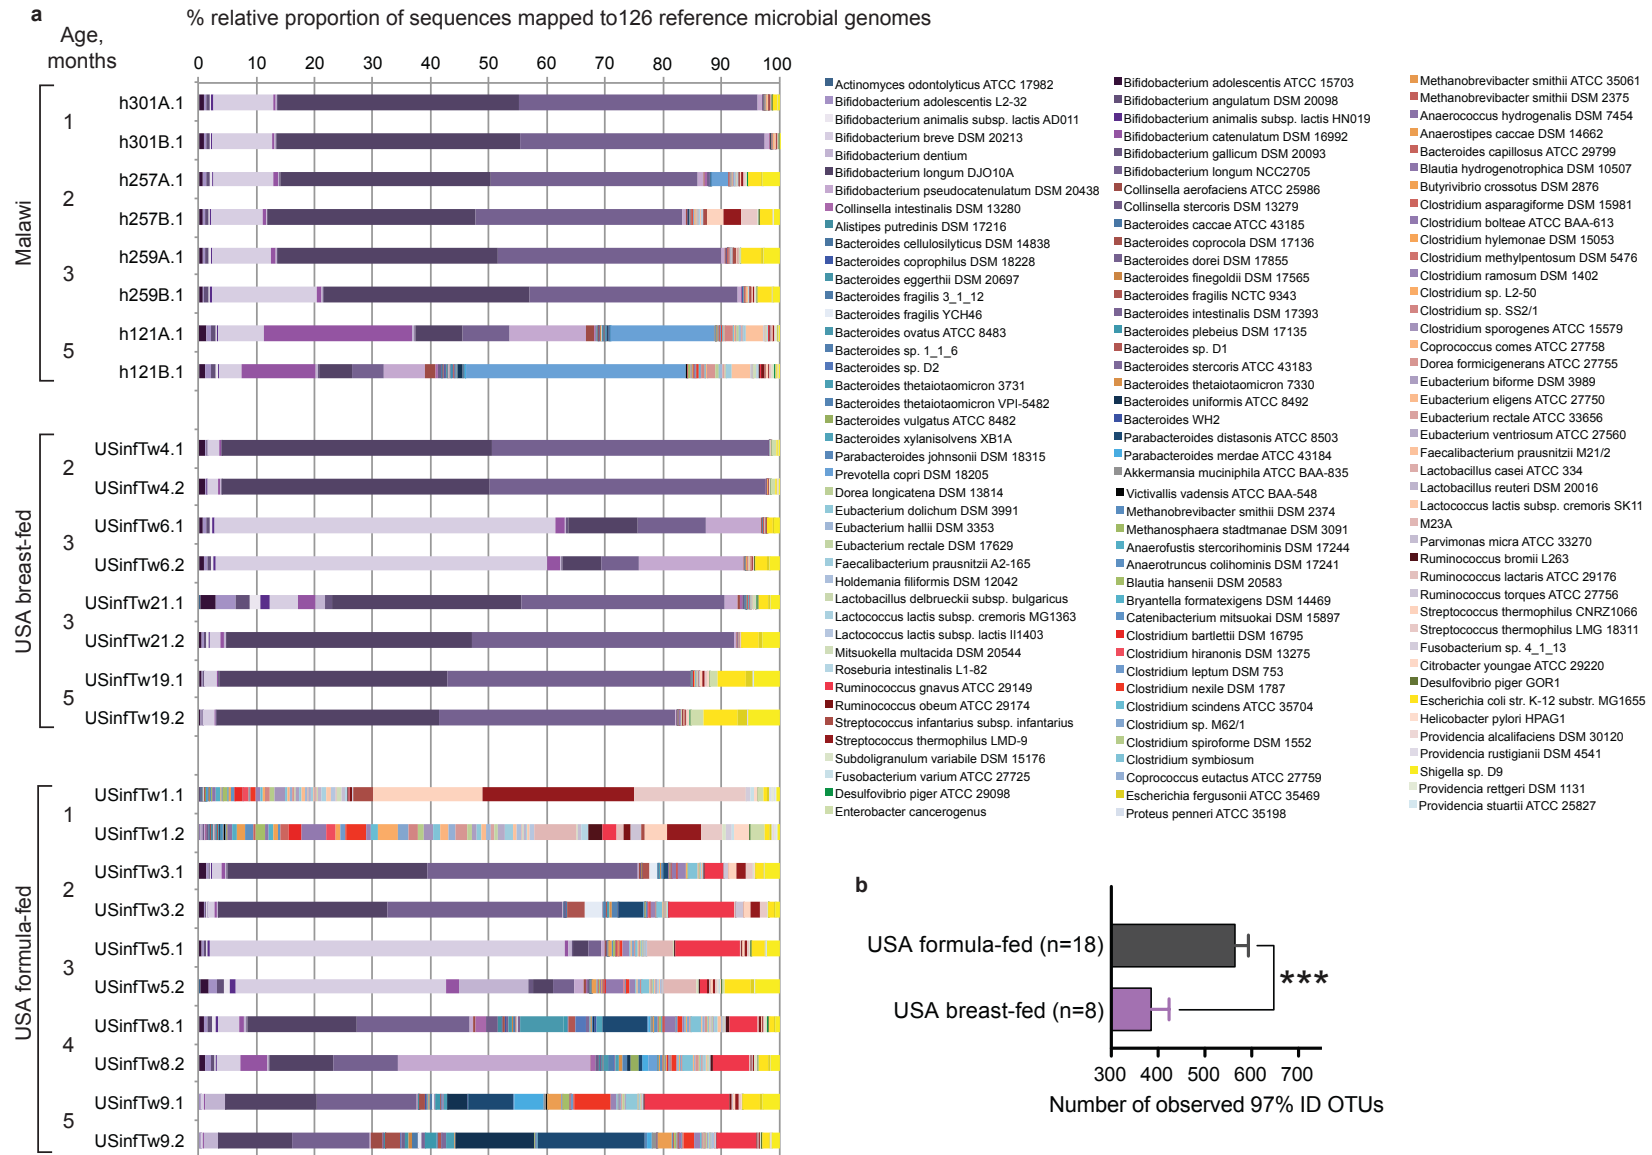 a
% relative proportion of sequences mapped to126 reference microbial genomes
Age,
months
0 10 20 30 40 50 60 70 80 90 100
Malawi
1
h301A.1
h301B.1
2
h257A.1
h257B.1
3
h259A.1
h259B.1
5
h121A.1
h121B.1
USA breast-fed
2
USinfTw4.1
USinfTw4.2
3
USinfTw6.1
USinfTw6.2
3
USinfTw21.1
USinfTw21.2
5
USinfTw19.1
USinfTw19.2
USA formula-fed
1
USinfTw1.1
USinfTw1.2
2
USinfTw3.1
USinfTw3.2
3
USinfTw5.1
USinfTw5.2
4
USinfTw8.1
USinfTw8.2
5
USinfTw9.1
USinfTw9.2
Actinomyces odontolyticus ATCC 17982
Bifidobacterium adolescentis L2-32
Bifidobacterium animalis subsp. lactis AD011
Bifidobacterium breve DSM 20213
Bifidobacterium dentium
Bifidobacterium longum DJO10A
Bifidobacterium pseudocatenulatum DSM 20438
Collinsella intestinalis DSM 13280
Alistipes putredinis DSM 17216
Bacteroides cellulosilyticus DSM 14838
Bacteroides coprophilus DSM 18228
Bacteroides eggerthii DSM 20697
Bacteroides fragilis 3_1_12
Bacteroides fragilis YCH46
Bacteroides ovatus ATCC 8483
Bacteroides sp. 1_1_6
Bacteroides sp. D2
Bacteroides thetaiotaomicron 3731
Bacteroides thetaiotaomicron VPI-5482
Bacteroides vulgatus ATCC 8482
Bacteroides xylanisolvens XB1A
Parabacteroides johnsonii DSM 18315
Prevotella copri DSM 18205
Dorea longicatena DSM 13814
Eubacterium dolichum DSM 3991
Eubacterium hallii DSM 3353
Eubacterium rectale DSM 17629
Faecalibacterium prausnitzii A2-165
Holdemania filiformis DSM 12042
Lactobacillus delbrueckii subsp. bulgaricus
Lactococcus lactis subsp. cremoris MG1363
Lactococcus lactis subsp. lactis Il1403
Mitsuokella multacida DSM 20544
Roseburia intestinalis L1-82
Ruminococcus gnavus ATCC 29149
Ruminococcus obeum ATCC 29174
Streptococcus infantarius subsp. infantarius
Streptococcus thermophilus LMD-9
Subdoligranulum variabile DSM 15176
Fusobacterium varium ATCC 27725
Desulfovibrio piger ATCC 29098
Enterobacter cancerogenus
Bifidobacterium adolescentis ATCC 15703
Bifidobacterium angulatum DSM 20098
Bifidobacterium animalis subsp. lactis HN019
Bifidobacterium catenulatum DSM 16992
Bifidobacterium gallicum DSM 20093
Bifidobacterium longum NCC2705
Collinsella aerofaciens ATCC 25986
Collinsella stercoris DSM 13279
Bacteroides caccae ATCC 43185
Bacteroides coprocola DSM 17136
Bacteroides dorei DSM 17855
Bacteroides finegoldii DSM 17565
Bacteroides fragilis NCTC 9343
Bacteroides intestinalis DSM 17393
Bacteroides plebeius DSM 17135
Bacteroides sp. D1
Bacteroides stercoris ATCC 43183
Bacteroides thetaiotaomicron 7330
Bacteroides uniformis ATCC 8492
Bacteroides WH2
Parabacteroides distasonis ATCC 8503
Parabacteroides merdae ATCC 43184
Akkermansia muciniphila ATCC BAA-835
Victivallis vadensis ATCC BAA-548
Methanobrevibacter smithii DSM 2374
Methanosphaera stadtmanae DSM 3091
Anaerofustis stercorihominis DSM 17244
Anaerotruncus colihominis DSM 17241
Blautia hansenii DSM 20583
Bryantella formatexigens DSM 14469
Catenibacterium mitsuokai DSM 15897
Clostridium bartlettii DSM 16795
Clostridium hiranonis DSM 13275
Clostridium leptum DSM 753
Clostridium nexile DSM 1787
Clostridium scindens ATCC 35704
Clostridium sp. M62/1
Clostridium spiroforme DSM 1552
Clostridium symbiosum
Coprococcus eutactus ATCC 27759
Escherichia fergusonii ATCC 35469
Proteus penneri ATCC 35198
Methanobrevibacter smithii ATCC 35061
Methanobrevibacter smithii DSM 2375
Anaerococcus hydrogenalis DSM 7454
Anaerostipes caccae DSM 14662
Bacteroides capillosus ATCC 29799
Blautia hydrogenotrophica DSM 10507
Butyrivibrio crossotus DSM 2876
Clostridium asparagiforme DSM 15981
Clostridium bolteae ATCC BAA-613
Clostridium hylemonae DSM 15053
Clostridium methylpentosum DSM 5476
Clostridium ramosum DSM 1402
Clostridium sp. L2-50
Clostridium sp. SS2/1
Clostridium sporogenes ATCC 15579
Coprococcus comes ATCC 27758
Dorea formicigenerans ATCC 27755
Eubacterium biforme DSM 3989
Eubacterium eligens ATCC 27750
Eubacterium rectale ATCC 33656
Eubacterium ventriosum ATCC 27560
Faecalibacterium prausnitzii M21/2
Lactobacillus casei ATCC 334
Lactobacillus reuteri DSM 20016
Lactococcus lactis subsp. cremoris SK11
M23A
Parvimonas micra ATCC 33270
Ruminococcus bromii L263
Ruminococcus lactaris ATCC 29176
Ruminococcus torques ATCC 27756
Streptococcus thermophilus CNRZ1066
Streptococcus thermophilus LMG 18311
Fusobacterium sp. 4_1_13
Citrobacter youngae ATCC 29220
Desulfovibrio piger GOR1
Escherichia coli str. K-12 substr. MG1655
Helicobacter pylori HPAG1
Providencia alcalifaciens DSM 30120
Providencia rustigianii DSM 4541
Shigella sp. D9
Providencia rettgeri DSM 1131
Providencia stuartii ATCC 25827
b
USA formula-fed (n=18)
USA breast-fed (n=8)
***
300 400 500 600 700
Number of observed 97% ID OTUs